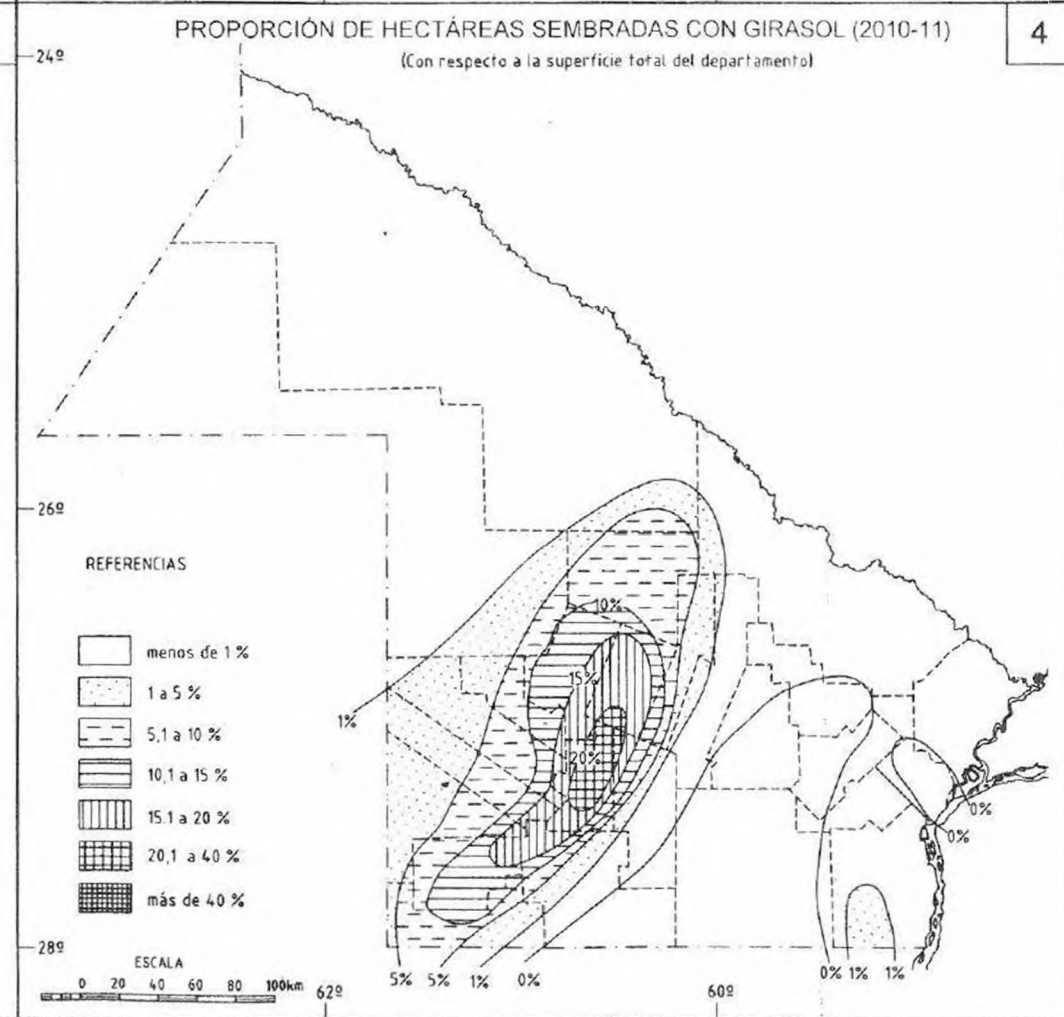 PROPORCIÓN DE HECTÁREAS SEMBRADAS CON GIRASOL (2010-11)
4
(Con respecto a la superficie total del departamento)
24º
26º
REFERENCIAS
menos de 1 %
1 a 5 %
5,1 a 10 %
10,1 a 15 %
15.1 a 20 %
20,1 a 40 %
más de 40 %
10%
15%
1%
20%
0%
0%
28º
ESCALA
0 20 40 60 80 100km
5% 5% 1% 0%
0% 1% 1%
62º
60º